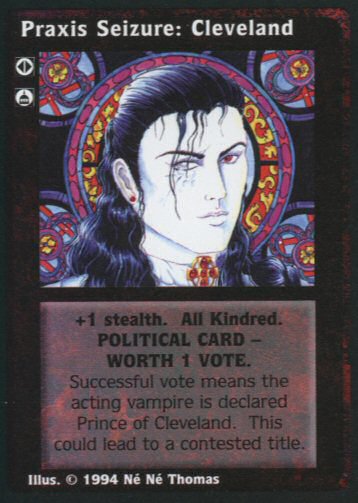 Praxis Seizure: Cleveland
+1 stealth. All Kindred.
POLITICAL CARD –
WORTH 1 VOTE.
Successful vote means the
acting vampire is declared
Prince of Cleveland. This
could lead to a contested title.
Illus. © 1994 Né Né Thomas